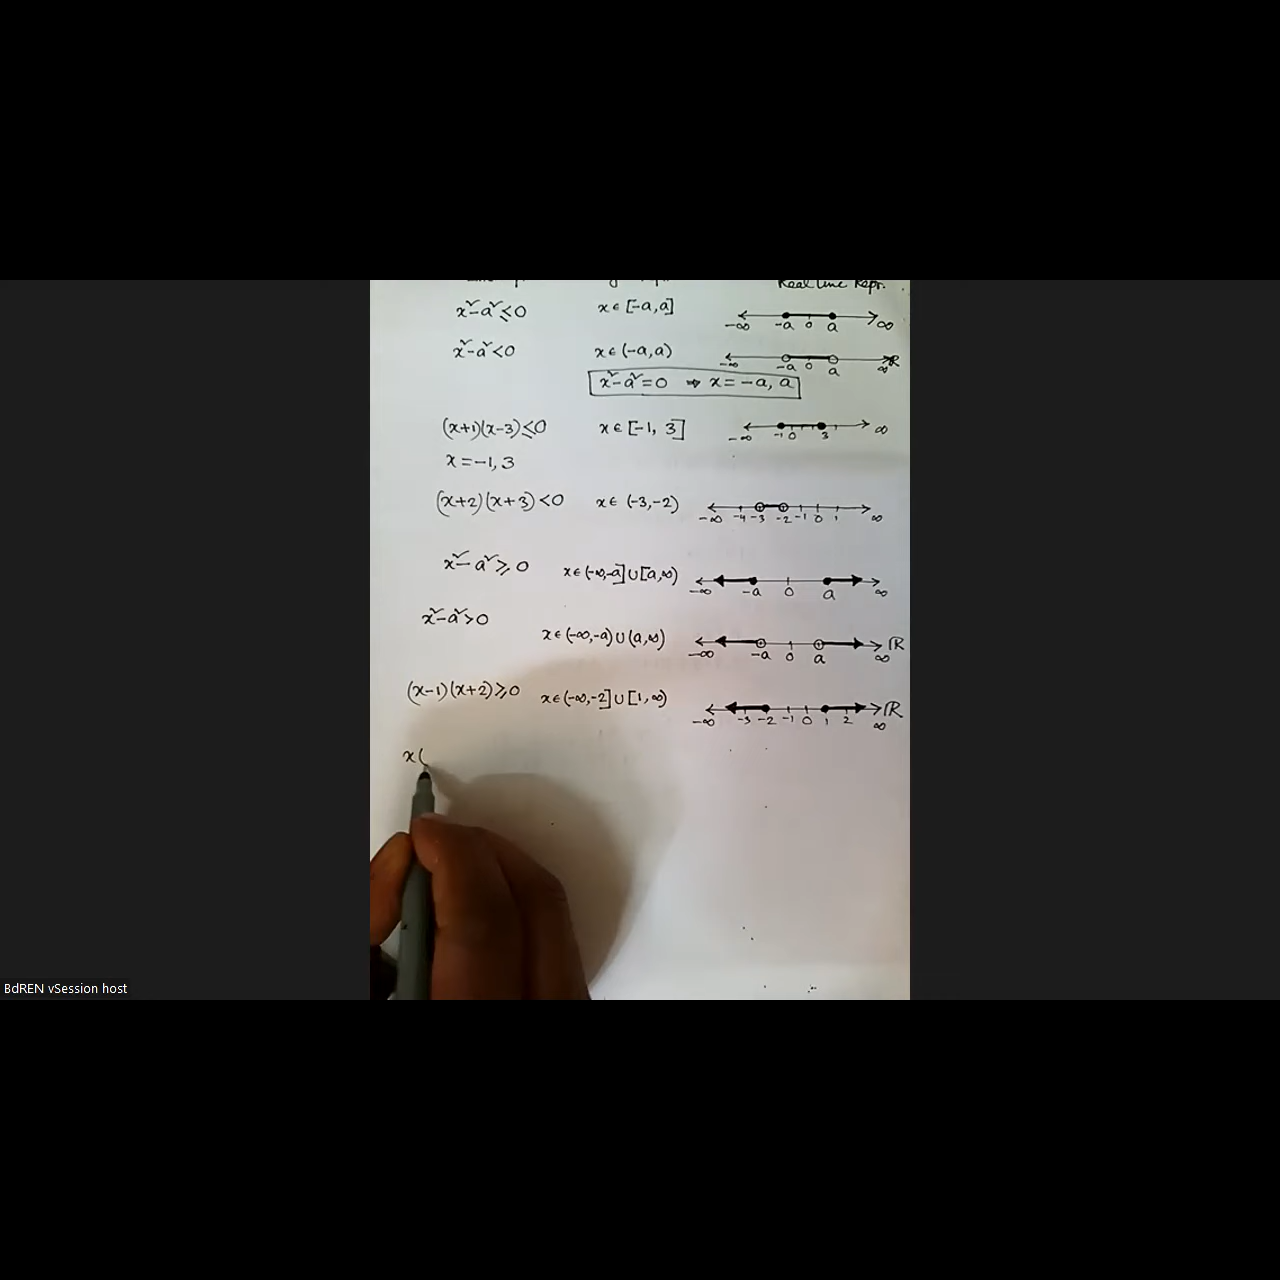 Real Line Repr.
x²-a²≤0 x∈[-a,a] -∞ -a 0 a ∞
x²-a²<0 x∈(-a,a) -∞ -a 0 a ∞ ℝ
x²-a²=0 ⇒ x=-a, a
(x+1)(x-3)≤0 x∈[-1, 3] -∞ -1 0 3 ∞
x=-1,3
(x+2)(x+3)<0 x∈ (-3,-2) -∞ -4 -3 -2 -1 0 1 ∞
x²-a²≥0 x∈(-∞,-a]∪[a,∞) -∞ -a 0 a ∞
x²-a²>0 x∈(-∞,-a)∪(a,∞) -∞ -a 0 a ∞ ℝ
(x-1)(x+2)≥0 x∈(-∞,-2]∪[1,∞) -∞ -3 -2 -1 0 1 2 ∞ ℝ
x(
BdREN vSession host